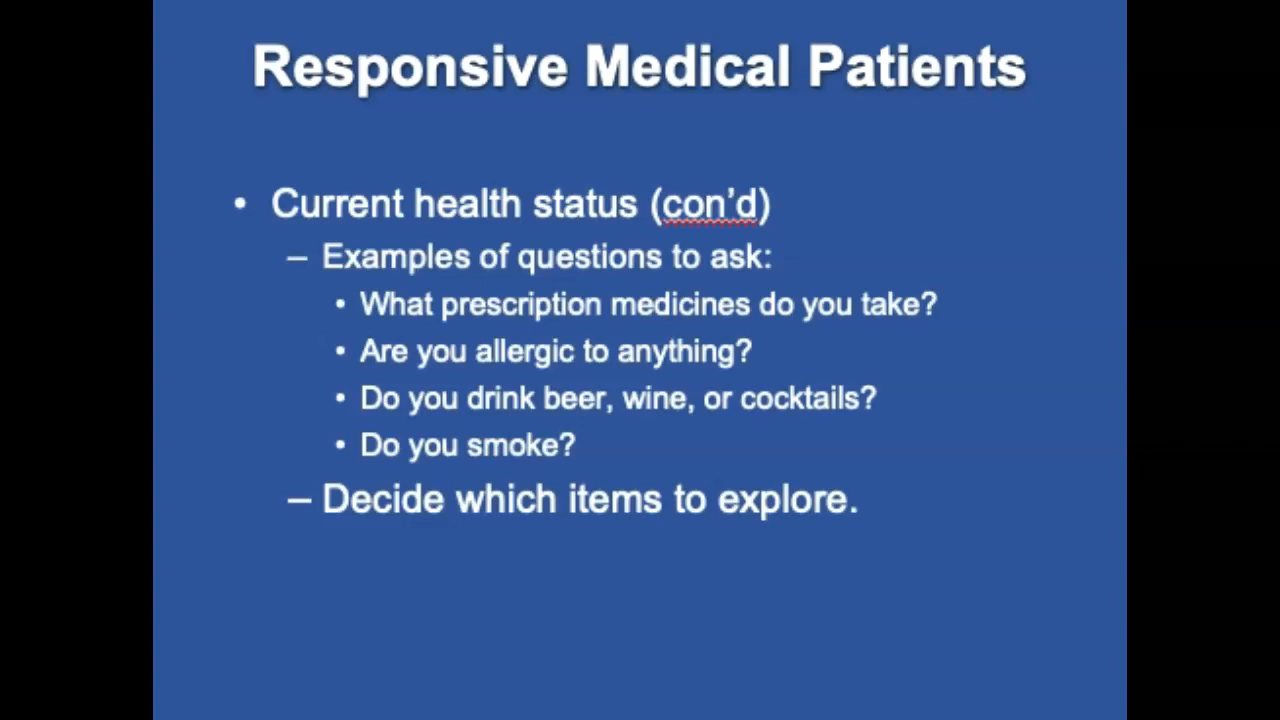 Responsive Medical Patients
• Current health status (con’d)
– Examples of questions to ask:
• What prescription medicines do you take?
• Are you allergic to anything?
• Do you drink beer, wine, or cocktails?
• Do you smoke?
– Decide which items to explore.